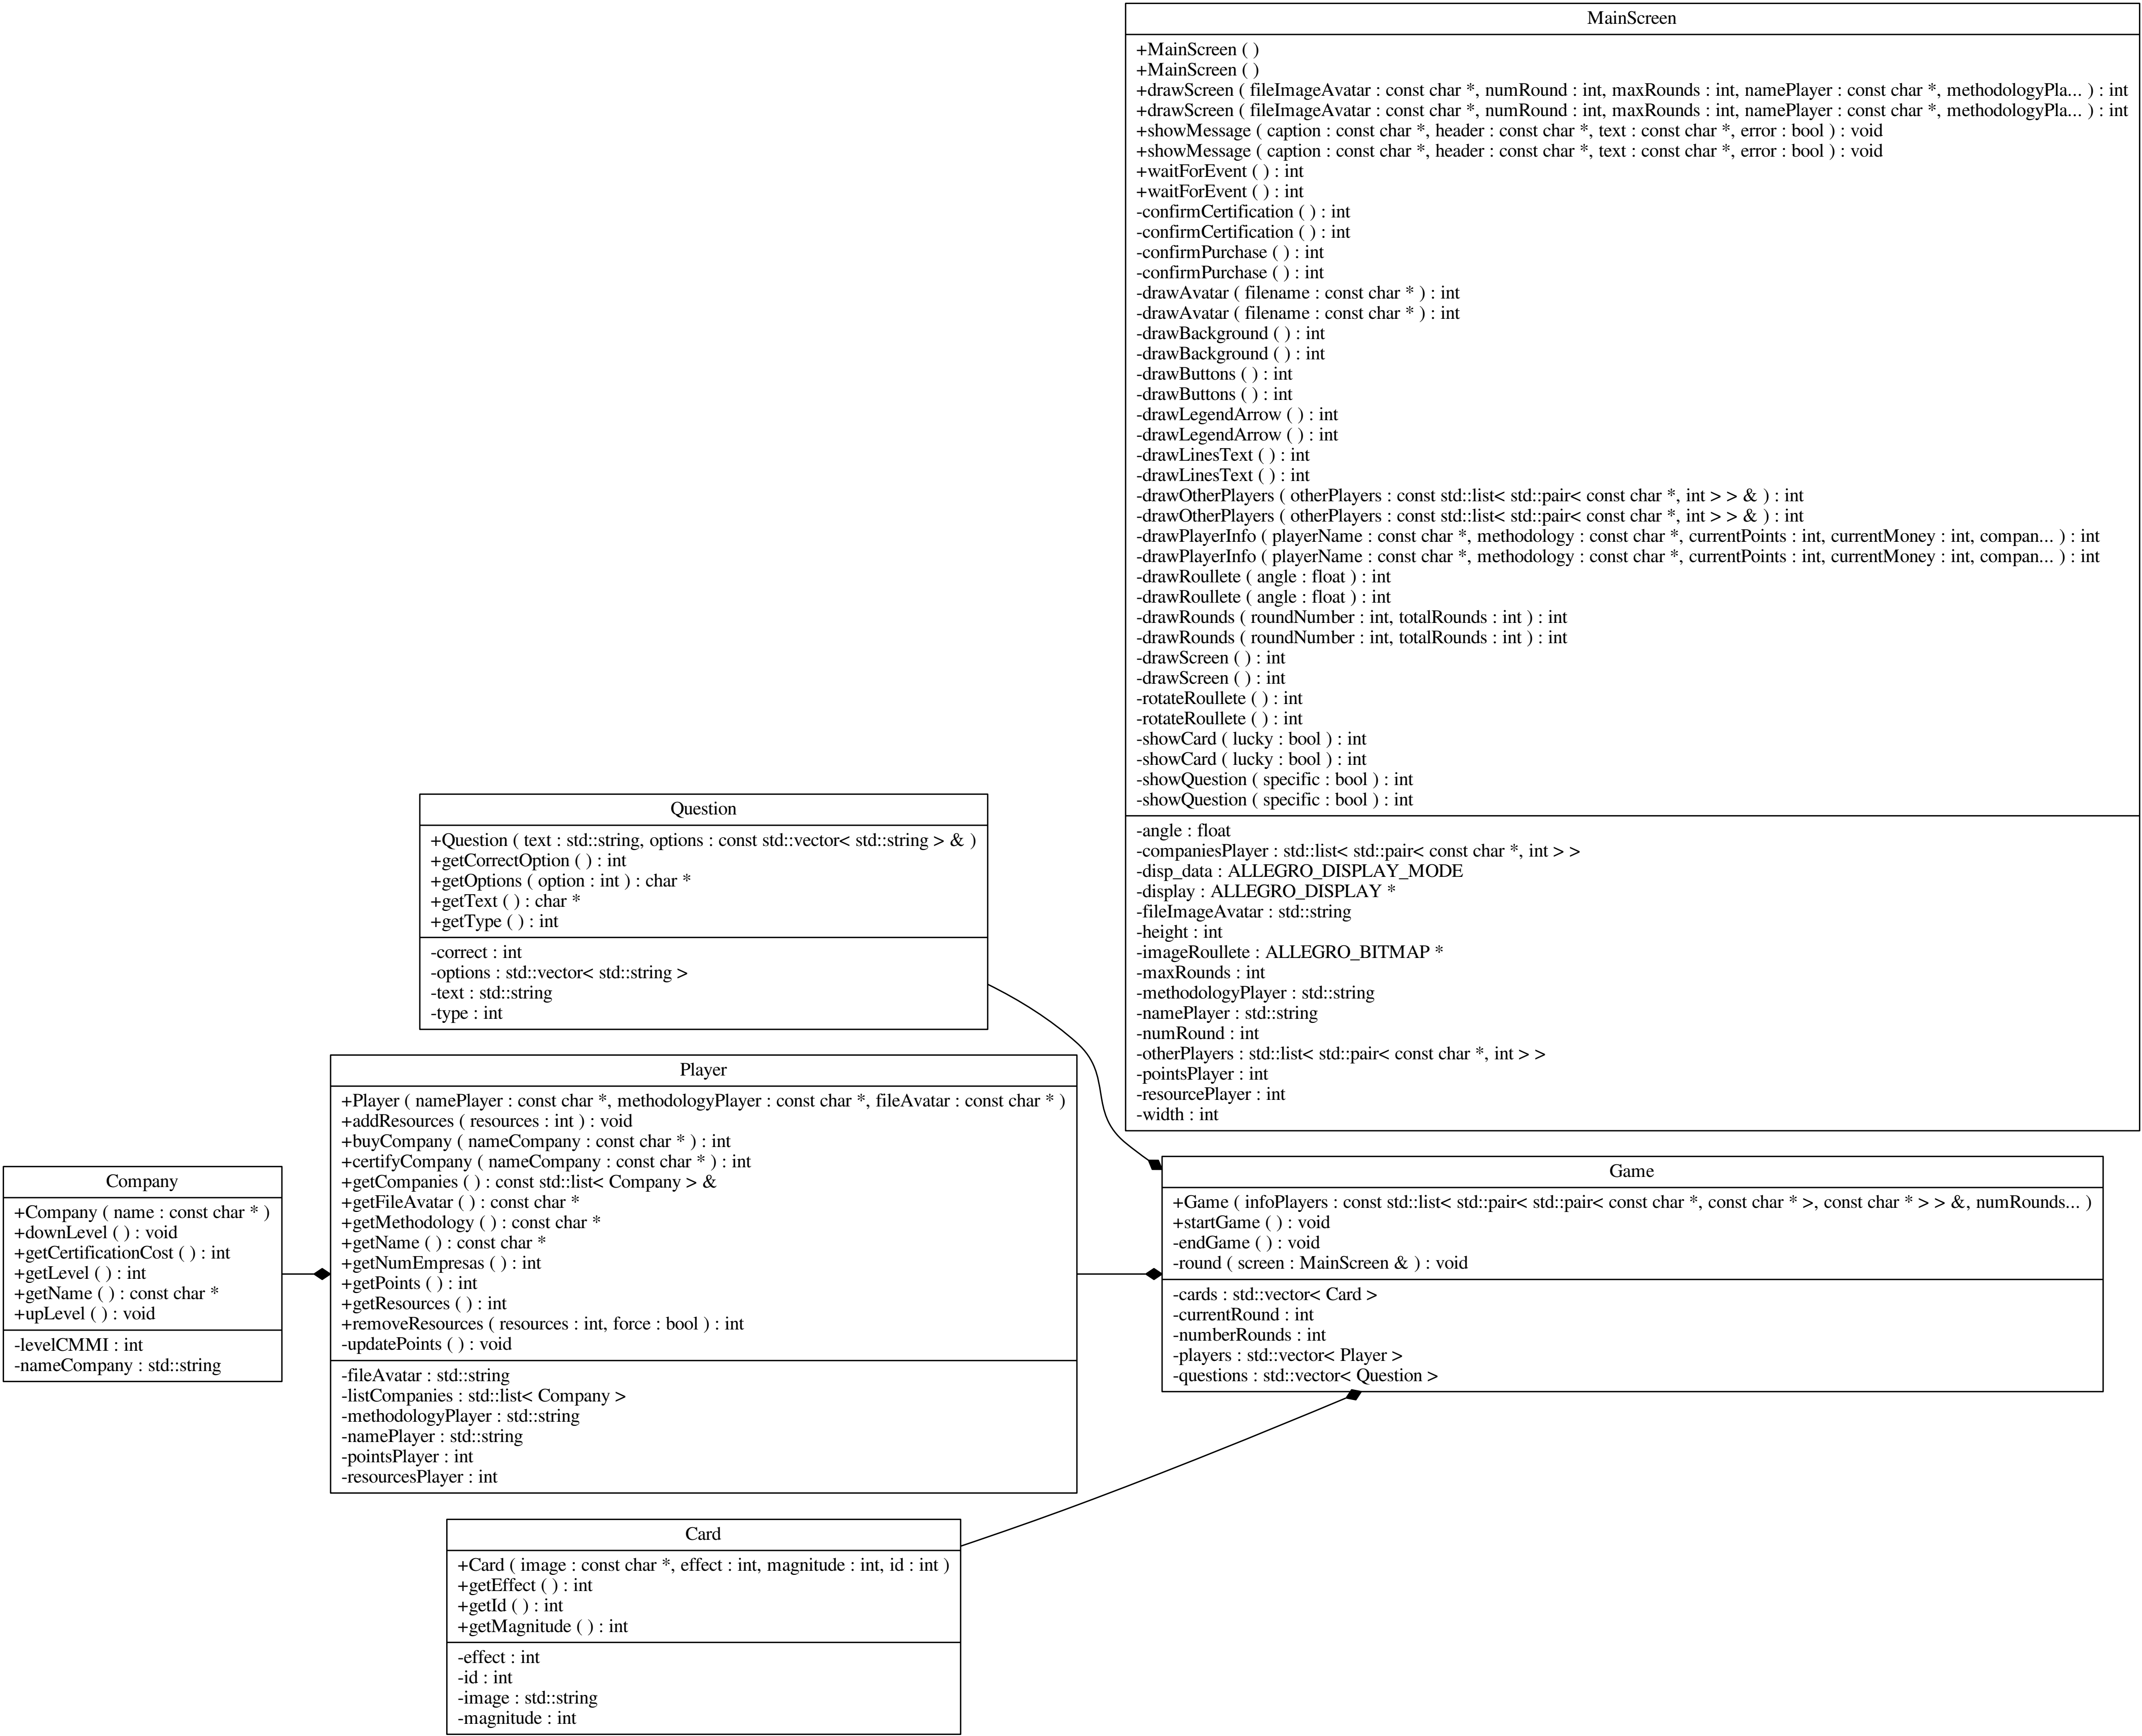 MainScreen
+MainScreen ( )
+MainScreen ( )
+drawScreen ( fileImageAvatar : const char *, numRound : int, maxRounds : int, namePlayer : const char *, methodologyPla... ) : int
+drawScreen ( fileImageAvatar : const char *, numRound : int, maxRounds : int, namePlayer : const char *, methodologyPla... ) : int
+showMessage ( caption : const char *, header : const char *, text : const char *, error : bool ) : void
+showMessage ( caption : const char *, header : const char *, text : const char *, error : bool ) : void
+waitForEvent ( ) : int
+waitForEvent ( ) : int
-confirmCertification ( ) : int
-confirmCertification ( ) : int
-confirmPurchase ( ) : int
-confirmPurchase ( ) : int
-drawAvatar ( filename : const char * ) : int
-drawAvatar ( filename : const char * ) : int
-drawBackground ( ) : int
-drawBackground ( ) : int
-drawButtons ( ) : int
-drawButtons ( ) : int
-drawLegendArrow ( ) : int
-drawLegendArrow ( ) : int
-drawLinesText ( ) : int
-drawLinesText ( ) : int
-drawOtherPlayers ( otherPlayers : const std::list< std::pair< const char *, int > > & ) : int
-drawOtherPlayers ( otherPlayers : const std::list< std::pair< const char *, int > > & ) : int
-drawPlayerInfo ( playerName : const char *, methodology : const char *, currentPoints : int, currentMoney : int, compan... ) : int
-drawPlayerInfo ( playerName : const char *, methodology : const char *, currentPoints : int, currentMoney : int, compan... ) : int
-drawRoullete ( angle : float ) : int
-drawRoullete ( angle : float ) : int
-drawRounds ( roundNumber : int, totalRounds : int ) : int
-drawRounds ( roundNumber : int, totalRounds : int ) : int
-drawScreen ( ) : int
-drawScreen ( ) : int
-rotateRoullete ( ) : int
-rotateRoullete ( ) : int
-showCard ( lucky : bool ) : int
-showCard ( lucky : bool ) : int
-showQuestion ( specific : bool ) : int
-showQuestion ( specific : bool ) : int
-angle : float
-companiesPlayer : std::list< std::pair< const char *, int > >
-disp_data : ALLEGRO_DISPLAY_MODE
-display : ALLEGRO_DISPLAY *
-fileImageAvatar : std::string
-height : int
-imageRoullete : ALLEGRO_BITMAP *
-maxRounds : int
-methodologyPlayer : std::string
-namePlayer : std::string
-numRound : int
-otherPlayers : std::list< std::pair< const char *, int > >
-pointsPlayer : int
-resourcePlayer : int
-width : int
Question
+Question ( text : std::string, options : const std::vector< std::string > & )
+getCorrectOption ( ) : int
+getOptions ( option : int ) : char *
+getText ( ) : char *
+getType ( ) : int
-correct : int
-options : std::vector< std::string >
-text : std::string
-type : int
Player
+Player ( namePlayer : const char *, methodologyPlayer : const char *, fileAvatar : const char * )
+addResources ( resources : int ) : void
+buyCompany ( nameCompany : const char * ) : int
+certifyCompany ( nameCompany : const char * ) : int
+getCompanies ( ) : const std::list< Company > &
+getFileAvatar ( ) : const char *
+getMethodology ( ) : const char *
+getName ( ) : const char *
+getNumEmpresas ( ) : int
+getPoints ( ) : int
+getResources ( ) : int
+removeResources ( resources : int, force : bool ) : int
-updatePoints ( ) : void
-fileAvatar : std::string
-listCompanies : std::list< Company >
-methodologyPlayer : std::string
-namePlayer : std::string
-pointsPlayer : int
-resourcesPlayer : int
Company
+Company ( name : const char * )
+downLevel ( ) : void
+getCertificationCost ( ) : int
+getLevel ( ) : int
+getName ( ) : const char *
+upLevel ( ) : void
-levelCMMI : int
-nameCompany : std::string
Game
+Game ( infoPlayers : const std::list< std::pair< std::pair< const char *, const char * >, const char * > > &, numRounds... )
+startGame ( ) : void
-endGame ( ) : void
-round ( screen : MainScreen & ) : void
-cards : std::vector< Card >
-currentRound : int
-numberRounds : int
-players : std::vector< Player >
-questions : std::vector< Question >
Card
+Card ( image : const char *, effect : int, magnitude : int, id : int )
+getEffect ( ) : int
+getId ( ) : int
+getMagnitude ( ) : int
-effect : int
-id : int
-image : std::string
-magnitude : int